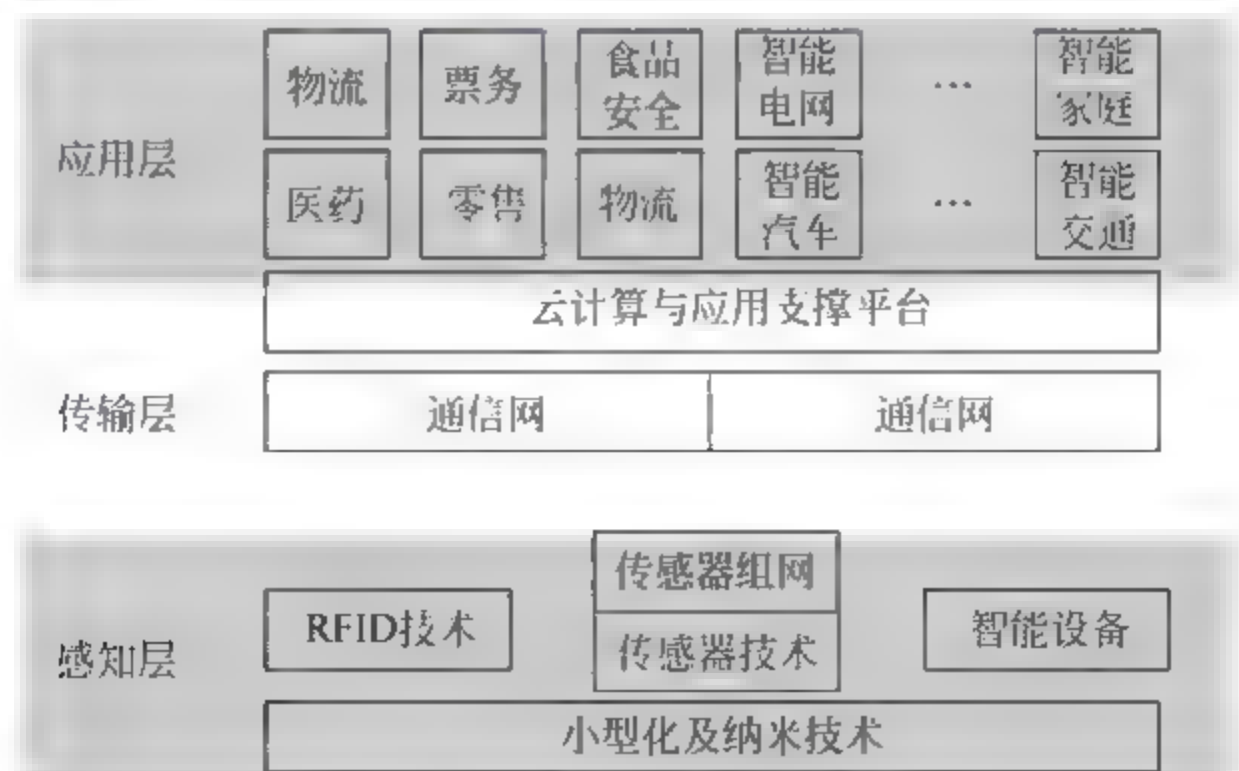 应用层
物流
票务
食品
安全
智能
电网
…
智能
家庭
医药
零售
物流
智能
汽车
…
智能
交通
云计算与应用支撑平台
传输层
通信网
通信网
感知层
RFID技术
传感器组网
传感器技术
智能设备
小型化及纳米技术